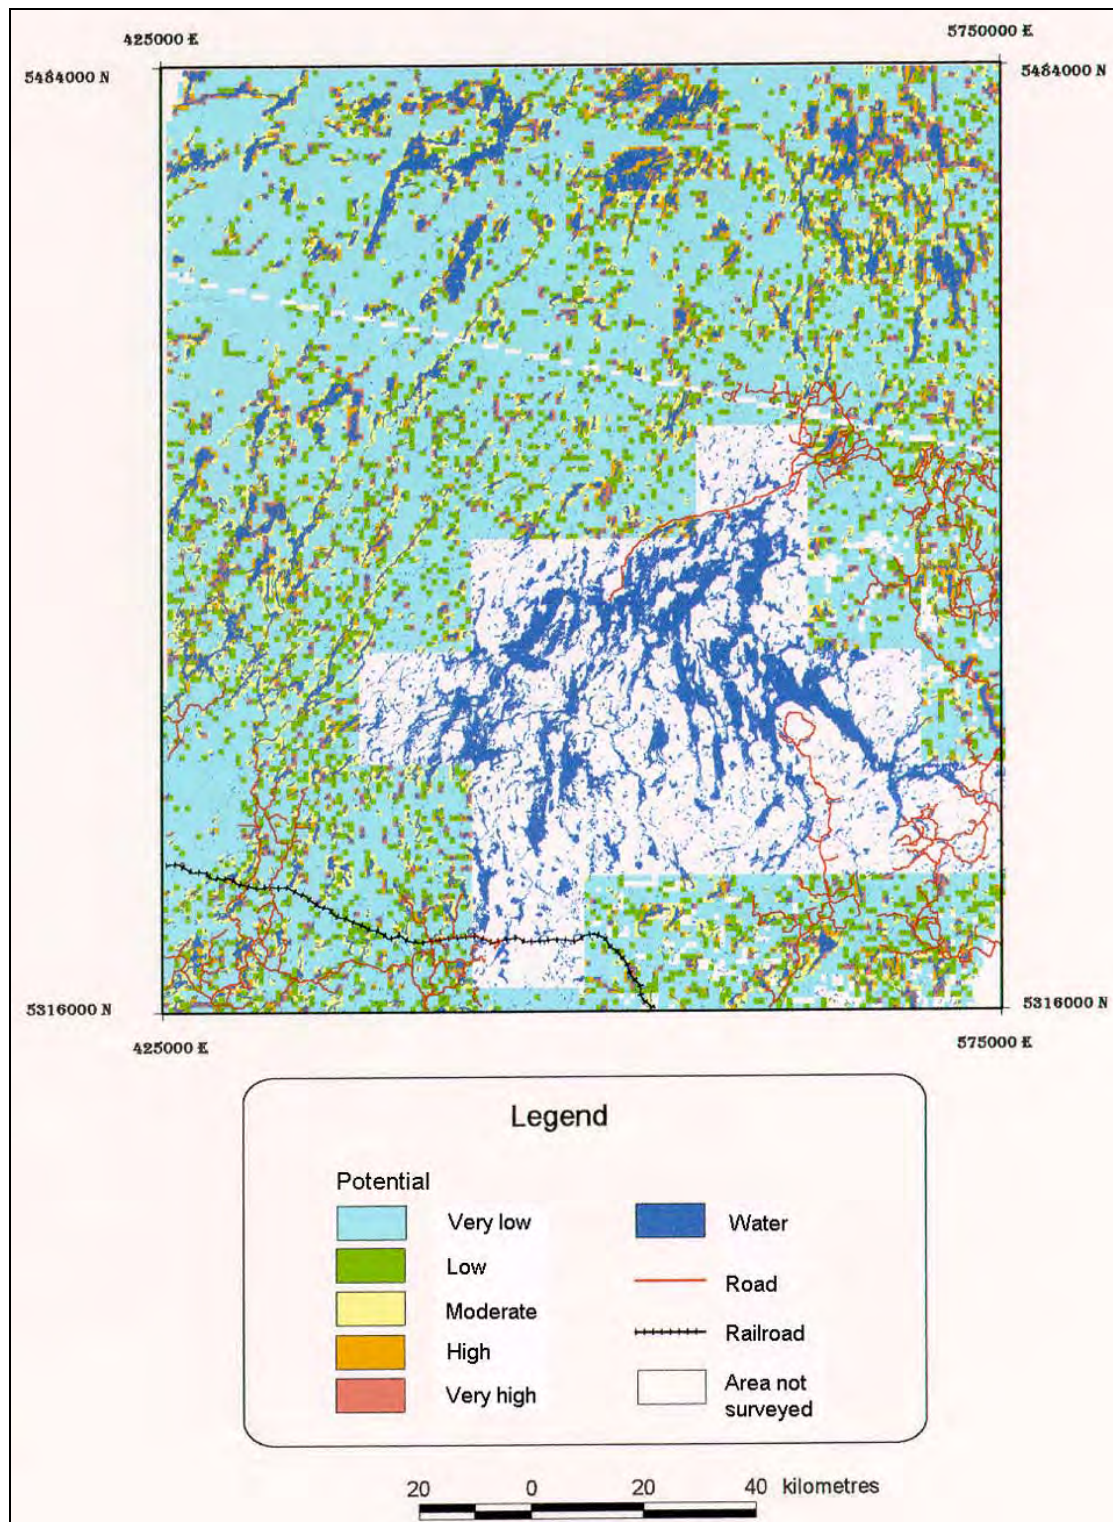 425000 E
5750000 E
5484000 N
5484000 N
5316000 N
5316000 N
425000 E
575000 E
Legend
Potential
Very low
Low
Moderate
High
Very high
Water
Road
Railroad
Area not
surveyed
20 0 20 40 kilometres